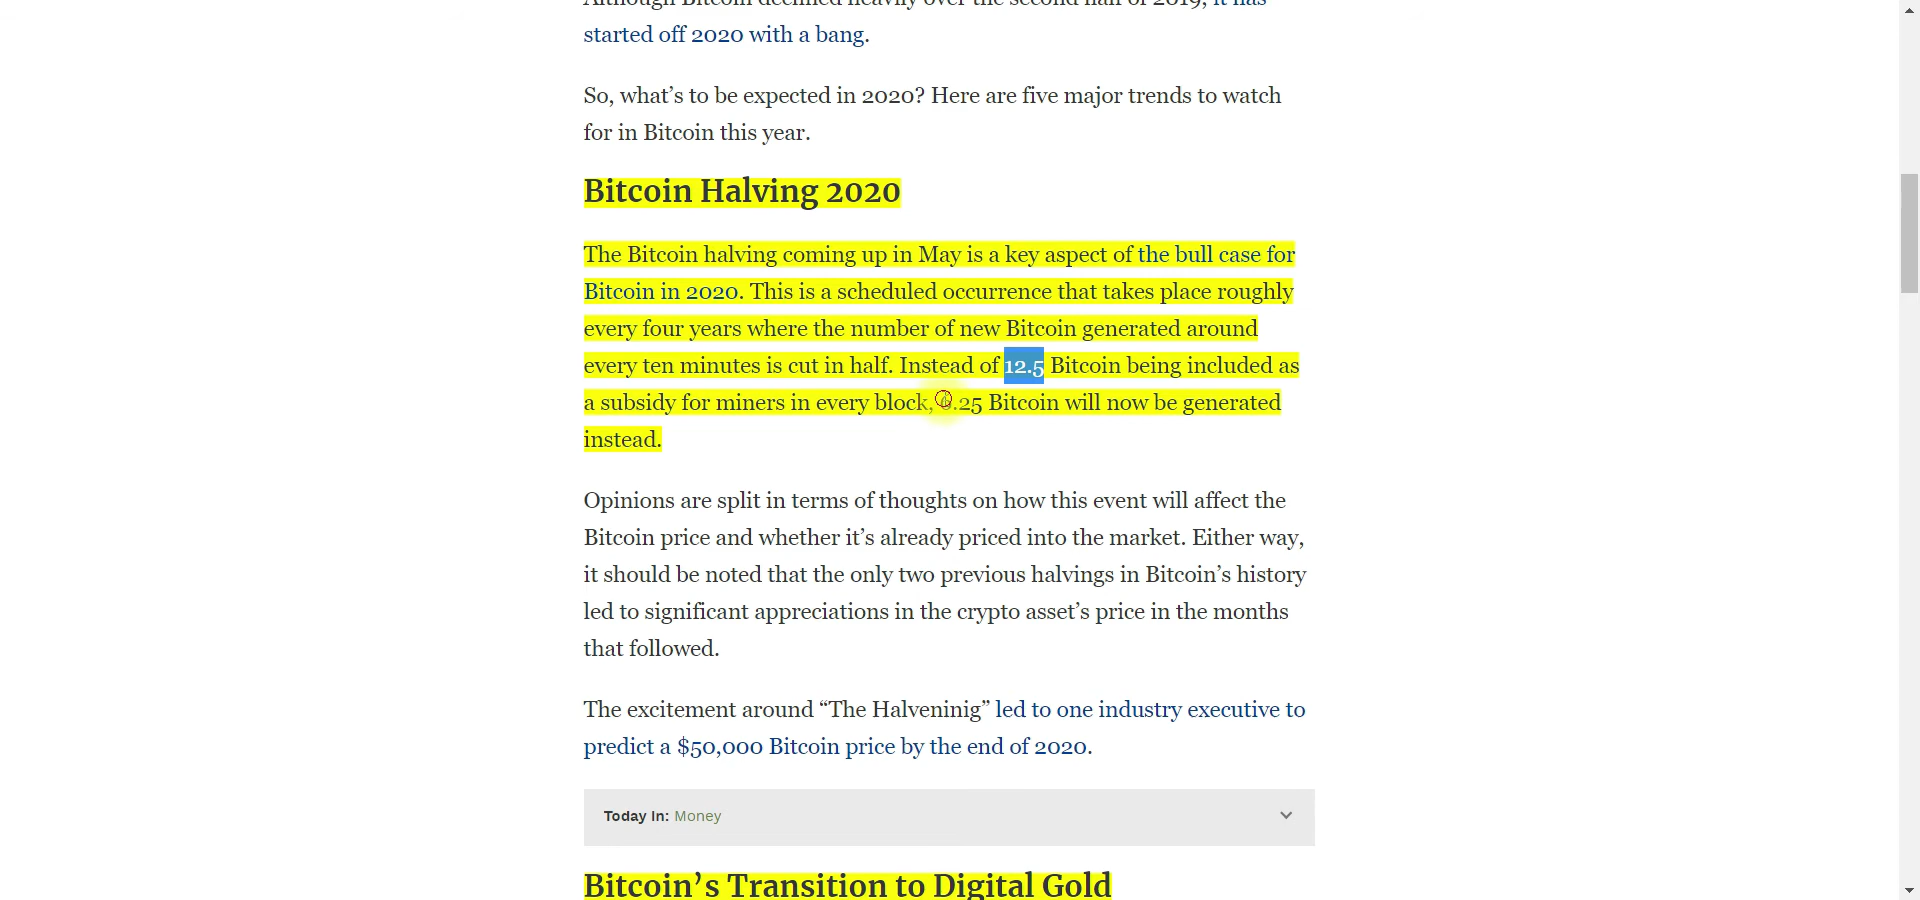 Although Bitcoin declined heavily over the second half of 2019, it has
started off 2020 with a bang.
So, what’s to be expected in 2020? Here are five major trends to watch
for in Bitcoin this year.
Bitcoin Halving 2020
The Bitcoin halving coming up in May is a key aspect of the bull case for
Bitcoin in 2020. This is a scheduled occurrence that takes place roughly
every four years where the number of new Bitcoin generated around
every ten minutes is cut in half. Instead of 12.5 Bitcoin being included as
a subsidy for miners in every block, 6.25 Bitcoin will now be generated
instead.
Opinions are split in terms of thoughts on how this event will affect the
Bitcoin price and whether it’s already priced into the market. Either way,
it should be noted that the only two previous halvings in Bitcoin’s history
led to significant appreciations in the crypto asset’s price in the months
that followed.
The excitement around “The Halveninig” led to one industry executive to
predict a $50,000 Bitcoin price by the end of 2020.
Today In: Money
Bitcoin’s Transition to Digital Gold